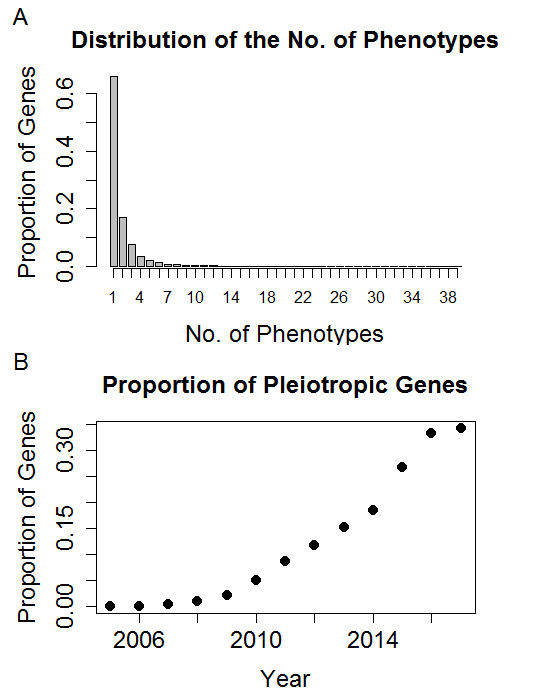 A
Distribution of the No. of Phenotypes
Proportion of Genes
0.0 0.2 0.4 0.6
1 4 7 10 14 18 22 26 30 34 38
No. of Phenotypes
B
Proportion of Pleiotropic Genes
Proportion of Genes
0.00 0.15 0.30
2006 2010 2014
Year